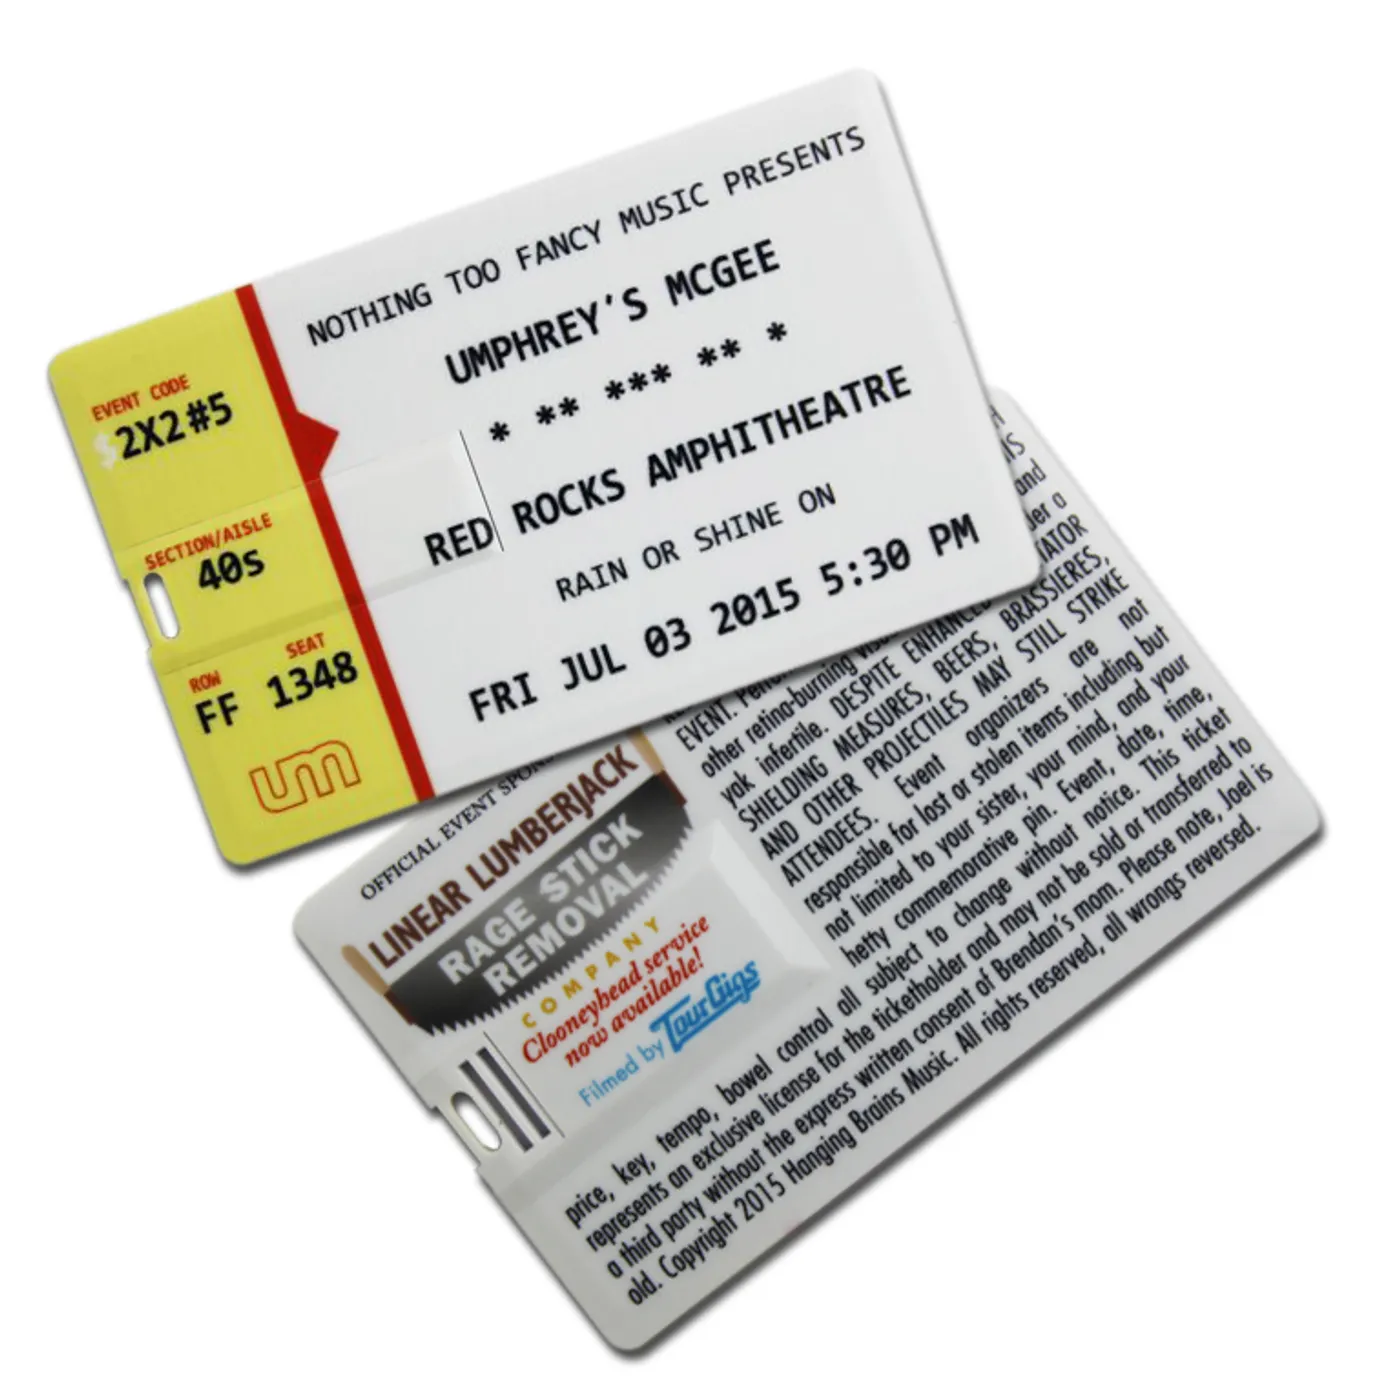 NOTHING TOO FANCY MUSIC PRESENTS
UMPHREY'S MCGEE
* ** *** ** *
RED ROCKS AMPHITHEATRE
RAIN OR SHINE ON
FRI JUL 03 2015 5:30 PM
EVENT CODE
$2X2#5
SECTION/AISLE
40s
ROW SEAT
FF 1348
um
OFFICIAL EVENT
LINEAR LUMBERJACK
RAGE STICK
REMOVAL
COMPANY
Clooneyhead service
now available!
Filmed by TourGigs
and
a
EVENT.
other retina-burning
yak infertile. DESPITE
SHIELDING MEASURES, BEERS, BRASSIERES,
AND OTHER PROJECTILES MAY STILL STRIKE
ATTENDEES. Event organizers are not
responsible for lost or stolen items including but
not limited to your sister, your mind, and your
hetty commemorative pin. Event, date, time,
price, key, tempo, bowel control all subject to change without notice. This ticket
represents an exclusive license for the ticketholder and may not be sold or transferred to
a third party without the express written consent of Brendan's mom. Please note, Joel is
old. Copyright 2015 Hanging Brains Music. All rights reserved, all wrongs reversed.